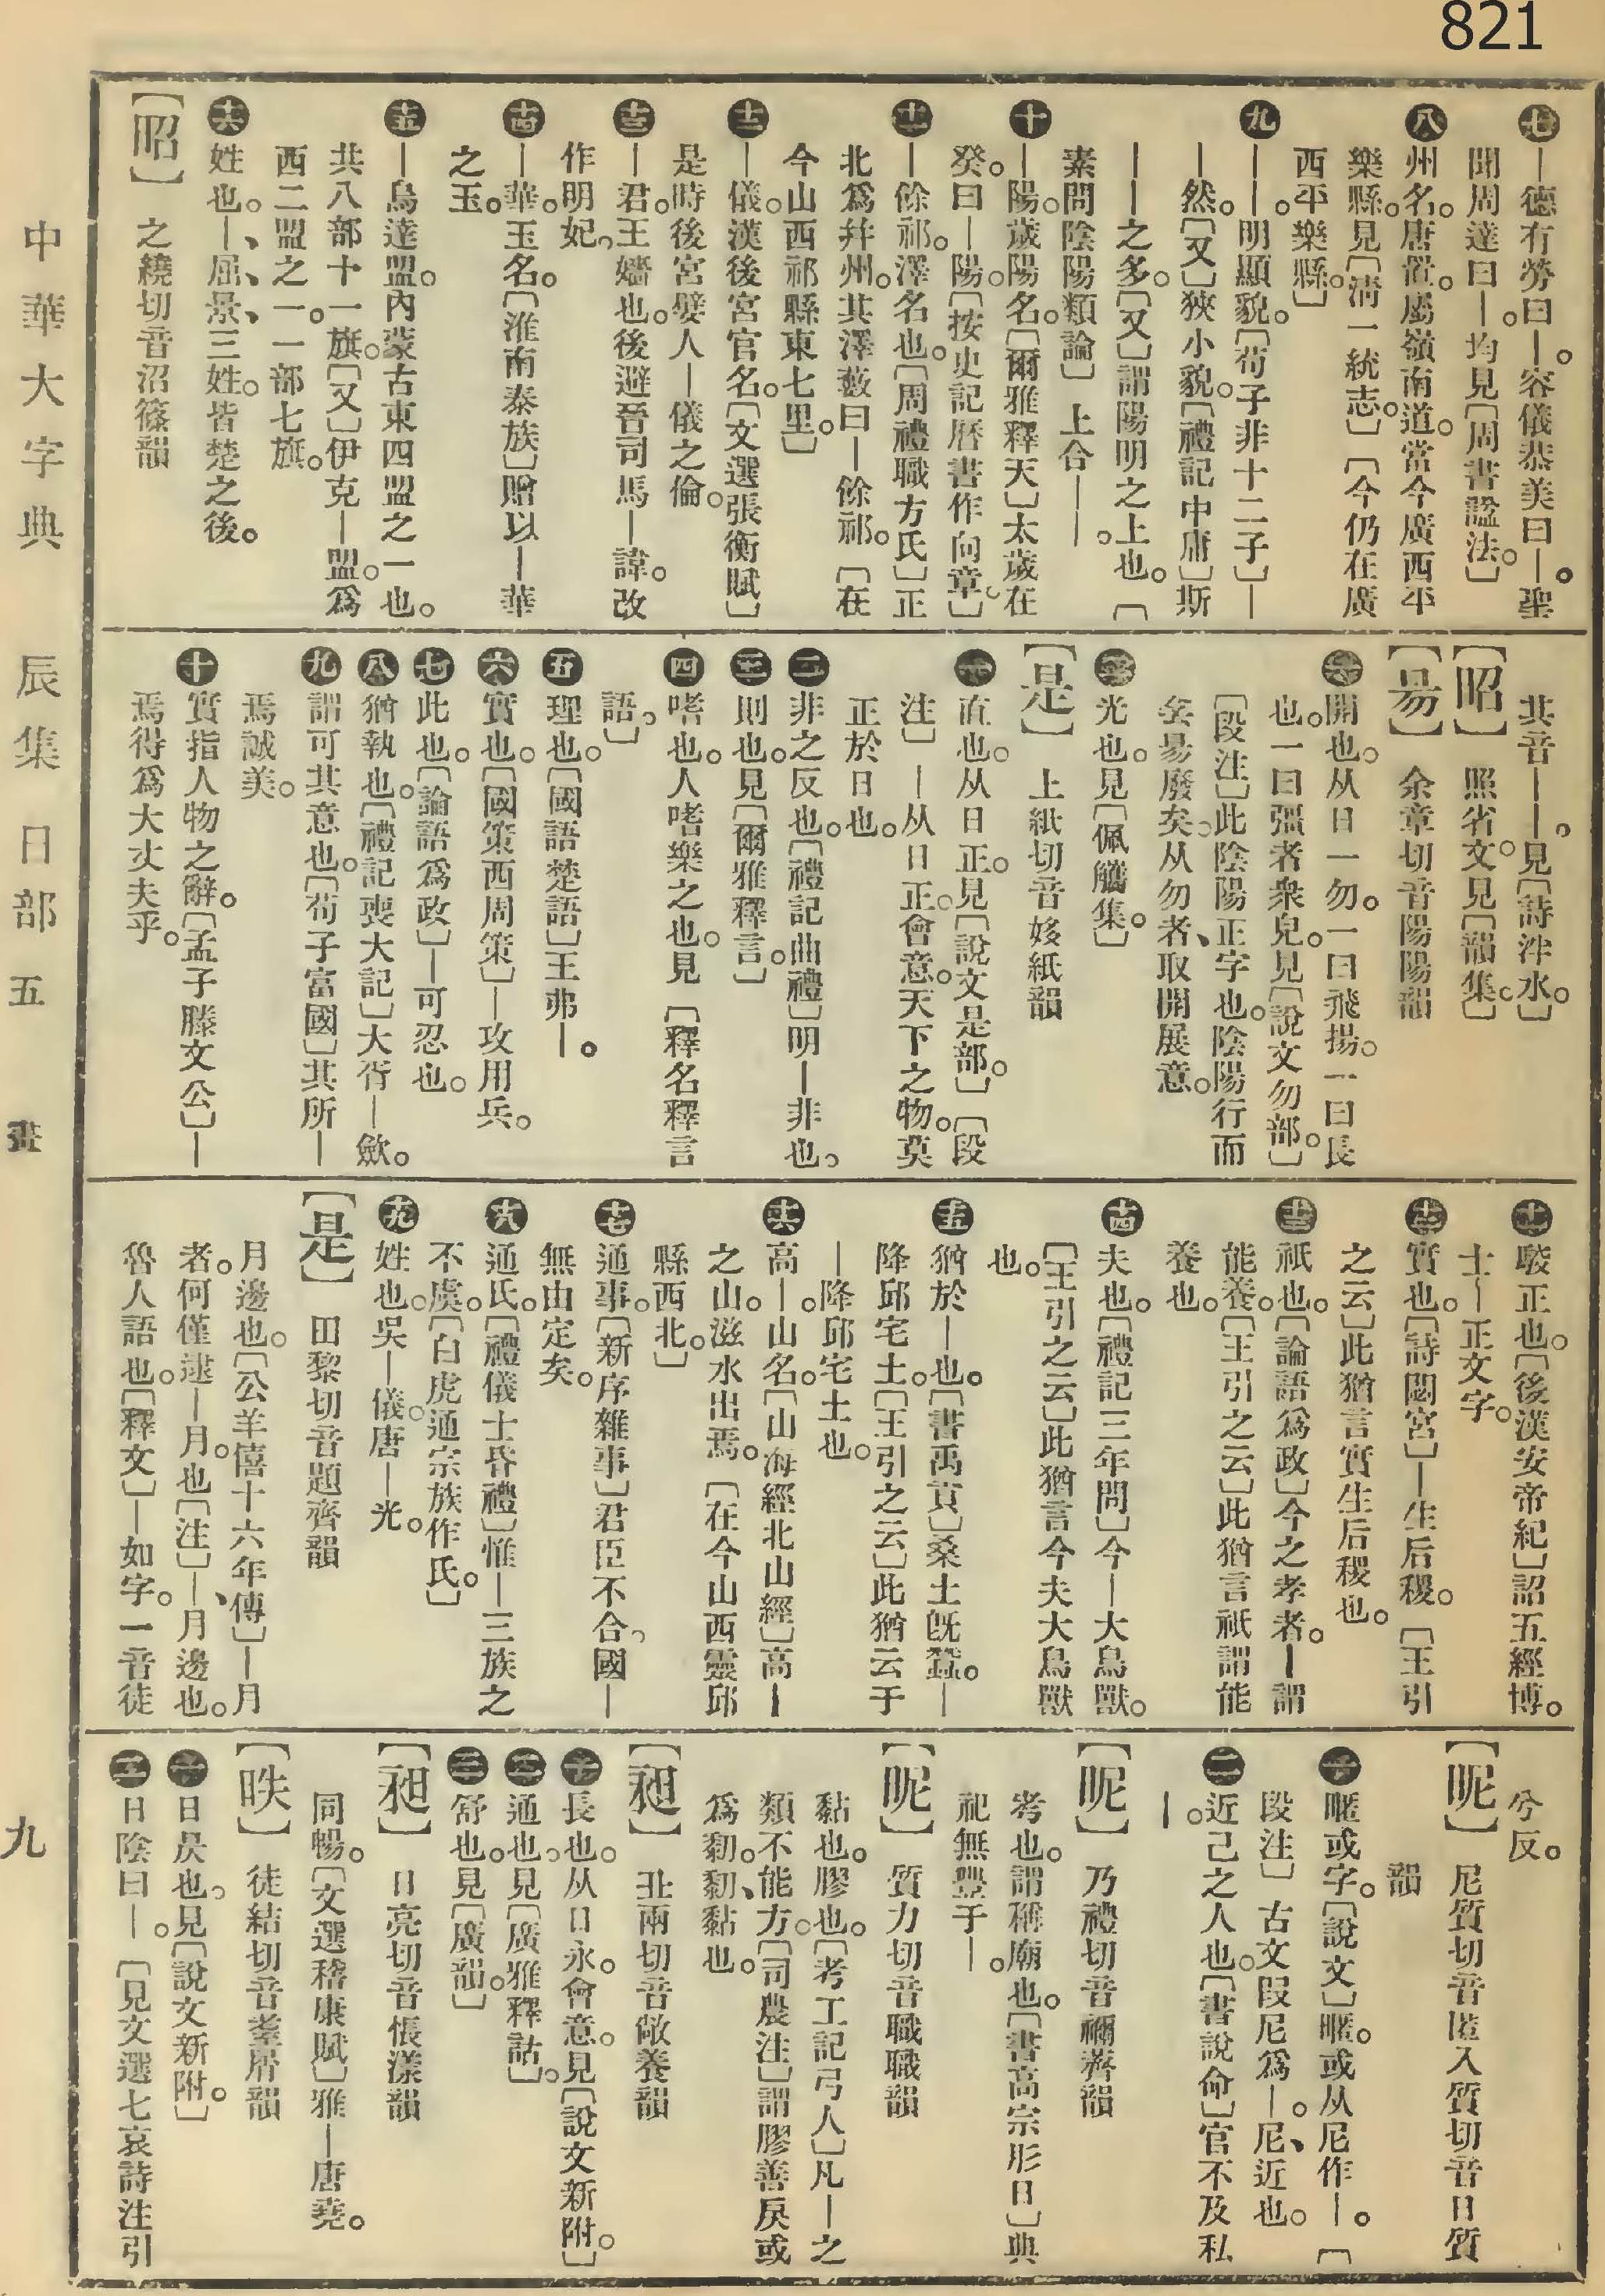 821
七｜德有勞曰｜。容儀恭美曰｜。聖
聞周達曰｜。均見〔周書諡法。〕
八州名。唐置。屬嶺南道。當今廣西平
樂縣。見〔淸一統志。〕〔今仍在廣
西平樂縣。〕
九｜｜。明顯貌。〔荀子非十二子〕｜
｜然。〔又〕狹小貌。〔禮記中庸〕斯
｜｜之多。〔又〕謂陽明之上也。〔
素問陰陽類論〕上合｜｜。
十｜陽。歲陽名。〔爾雅釋天〕太歲在
癸。曰｜陽。〔按史記曆書作向章。〕
十一｜餘祁。澤名也。〔周禮職方氏〕正
北爲幷州。其澤藪曰｜餘祁。〔在
今山西祁縣東七里。〕
十二｜儀。漢後宮官名。〔文選張衡賦〕
是時後宮嬖人｜儀之倫。
十三｜君。王嬙也。後避晉司馬｜諱。改
作明妃。
十四｜華。玉名。〔淮南泰族〕贈以｜華
之玉。
十五｜烏達盟。內蒙古東四盟之一也。
共八部十一旗。〔又〕伊克｜盟。爲
西二盟之一。一部七旗。
十六姓也。｜、屈、景、三姓。皆楚之後。
【昭】　之繞切音沼篠韻
其音｜｜。見〔詩泮水。〕
【昭】　照省文。見〔韻集。〕
【昜】　余章切音陽陽韻
一開也。从日一勿。一曰飛揚。一曰長
也。一曰彊者衆皃。見〔說文勿部。〕
〔段注〕此陰陽正字也。陰陽行而
侌昜廢矣。从勿者、取開展意。
二光也。見〔佩觿集。〕
【是】　上紙切音姼紙韻
一直也。从日正。見〔說文是部。〕〔段
注〕｜从日正。會意。天下之物。莫
正於日也。
二非之反也。〔禮記曲禮〕明｜非也。
三則也。見〔爾雅釋言。〕
四嗜也。人嗜樂之也。見〔釋名釋言
語。〕
五理也。〔國語楚語〕王弗｜。
六實也。〔國策西周策〕｜攻用兵。
七此也。〔論語爲政〕｜可忍也。
八猶執也。〔禮記喪大記〕大胥｜斂。
九謂可其意也。〔荀子富國〕其所｜
焉誠美。
十實指人物之辭。〔孟子滕文公〕｜
焉得爲大丈夫乎。
十一駮正也。〔後漢安帝紀〕詔五經博。
士｜正文字。
十二實也。〔詩閟宮〕｜生后稷。〔王引
之云〕此猶言實生后稷也。
十三祇也。〔論語爲政〕今之孝者。｜謂
能養。〔王引之云〕此猶言祇謂能
養也。
十四夫也。〔禮記三年問〕今｜大鳥獸。
〔王引之云〕此猶言今夫大鳥獸
也。
十五猶於｜也。〔書禹貢〕桑土旣蠶。｜
降邱宅土。〔王引之云〕此猶云于
｜降邱宅土也。
十六高｜。山名。〔山海經北山經〕高｜
之山。滋水出焉。〔在今山西靈邱
縣西北。〕
十七通事。〔新序雜事〕君臣不合。國｜
無由定矣。
十八通氏。〔禮儀士昏禮〕惟｜三族之
不虞。〔白虎通宗族作氏。〕
十九姓也。吳｜儀。唐｜光。
【是】　田黎切音題齊韻
月邊也。〔公羊僖十六年傳〕｜月
者。何僅逮｜月。也〔注〕｜、月邊也。
魯人語也。〔釋文〕｜如字。一音徒
兮反。
【昵】　尼質切音匿入質切音日質
韻
一暱或字。〔說文〕暱。或从尼作｜。〔
段注〕古文叚尼爲｜。尼、近也。
二近己之人也。〔書說命〕官不及私
｜。
【昵】　乃禮切音禰薺韻
考也。謂稱廟也。〔書高宗肜日〕典
祀無豐于｜。
【昵】　質力切音職職韻
黏也。膠也。〔考工記弓人〕凡｜之
類不能方。〔司農注〕謂膠善戾或
爲䵑。䵑、黏也。
【昶】　丑兩切音敞養韻
一長也。从日永。會意。見〔說文新附。〕
二通也。見〔廣雅釋詁。〕
三舒也。見〔廣韻。〕
【昶】　丑亮切音悵漾韻
同暢。〔文選稽康賦〕雅｜唐堯。
【昳】　徒結切音耋屑韻
一日昃也。見〔說文新附。〕
二日陰曰｜。〔見文選七哀詩注引
中華大字典　辰集　日部　五畫　九